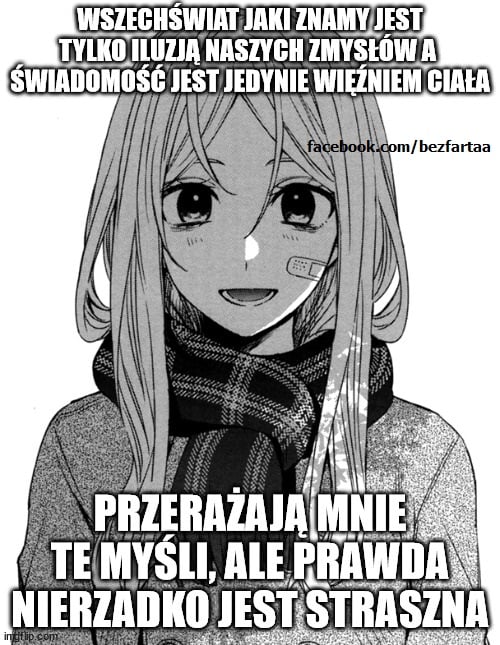 WSZECHŚWIAT JAKI ZNAMY JEST
TYLKO ILUZJĄ NASZYCH ZMYSŁÓW A
ŚWIADOMOŚĆ JEST JEDYNIE WIĘŹNIEM CIAŁA
facebook.com/bezfartaa
PRZERAŻAJĄ MNIE
TE MYŚLI, ALE PRAWDA
NIERZADKO JEST STRASZNA
imgflip.com